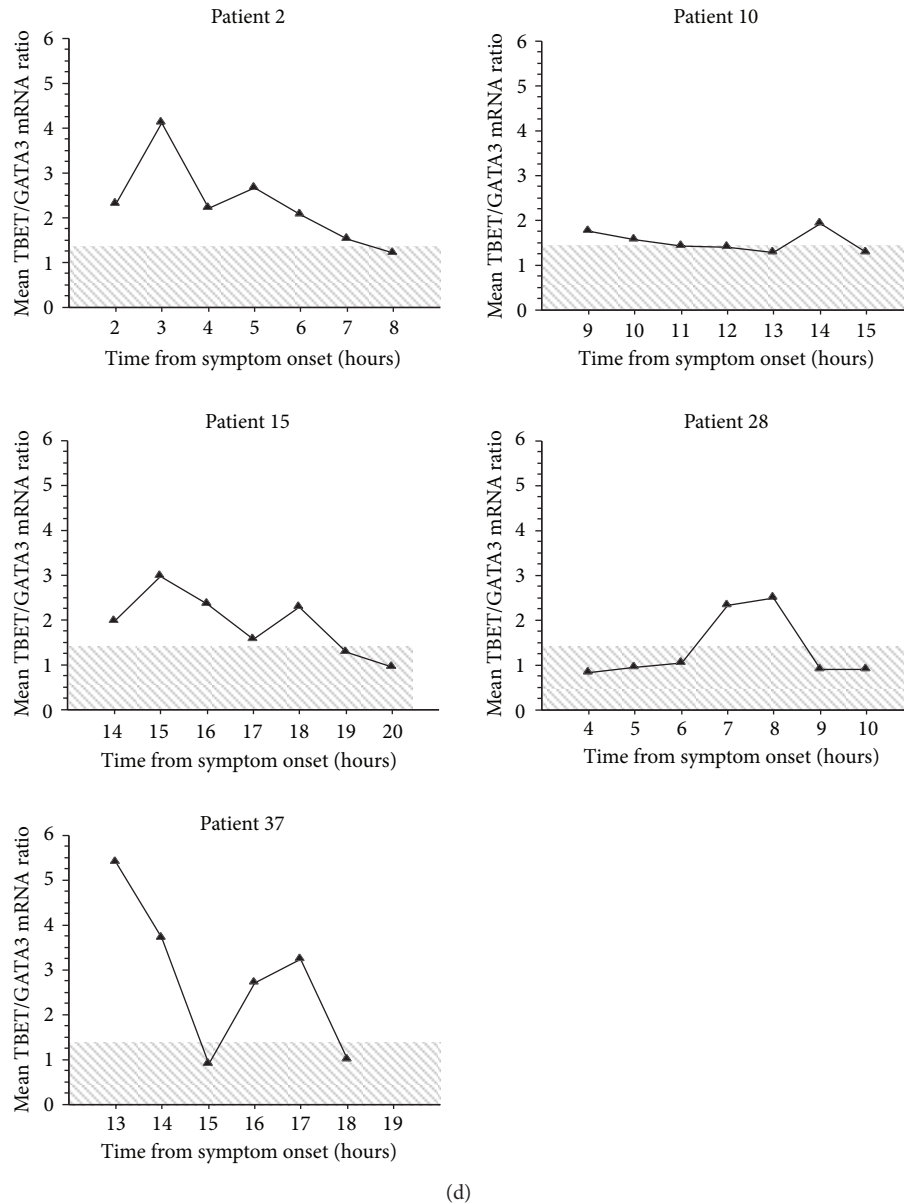 Patient 2
Mean TBET/GATA3 mRNA ratio
6
5
4
3
2
1
0
2 3 4 5 6 7 8
Time from symptom onset (hours)
Patient 10
Mean TBET/GATA3 mRNA ratio
6
5
4
3
2
1
0
9 10 11 12 13 14 15
Time from symptom onset (hours)
Patient 15
Mean TBET/GATA3 mRNA ratio
6
5
4
3
2
1
0
14 15 16 17 18 19 20
Time from symptom onset (hours)
Patient 28
Mean TBET/GATA3 mRNA ratio
6
5
4
3
2
1
0
4 5 6 7 8 9 10
Time from symptom onset (hours)
Patient 37
Mean TBET/GATA3 mRNA ratio
6
5
4
3
2
1
0
13 14 15 16 17 18 19
Time from symptom onset (hours)
(d)